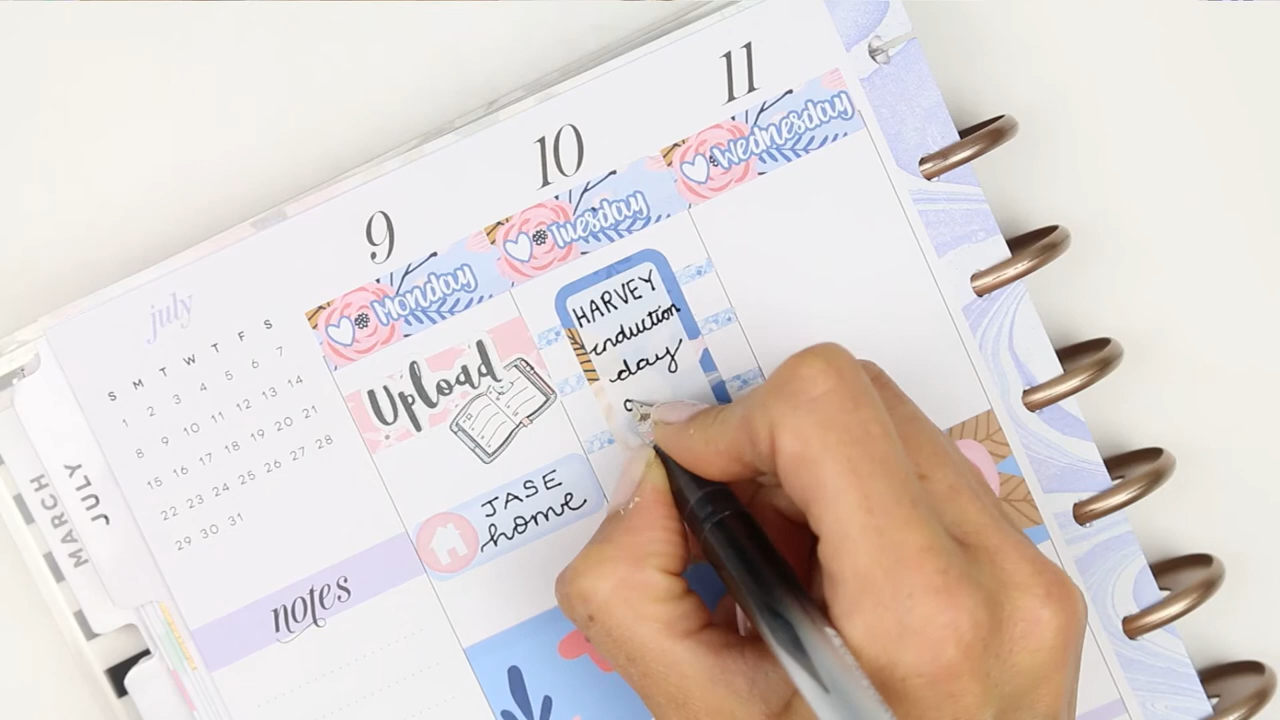 9
10
11
Monday
Tuesday
Wednesday
july
S M T W T F S
1 2 3 4 5 6 7
8 9 10 11 12 13 14
15 16 17 18 19 20 21
22 23 24 25 26 27 28
29 30 31
Upload
HARVEY
induction
day
JASE
home
MARCH
JULY
notes